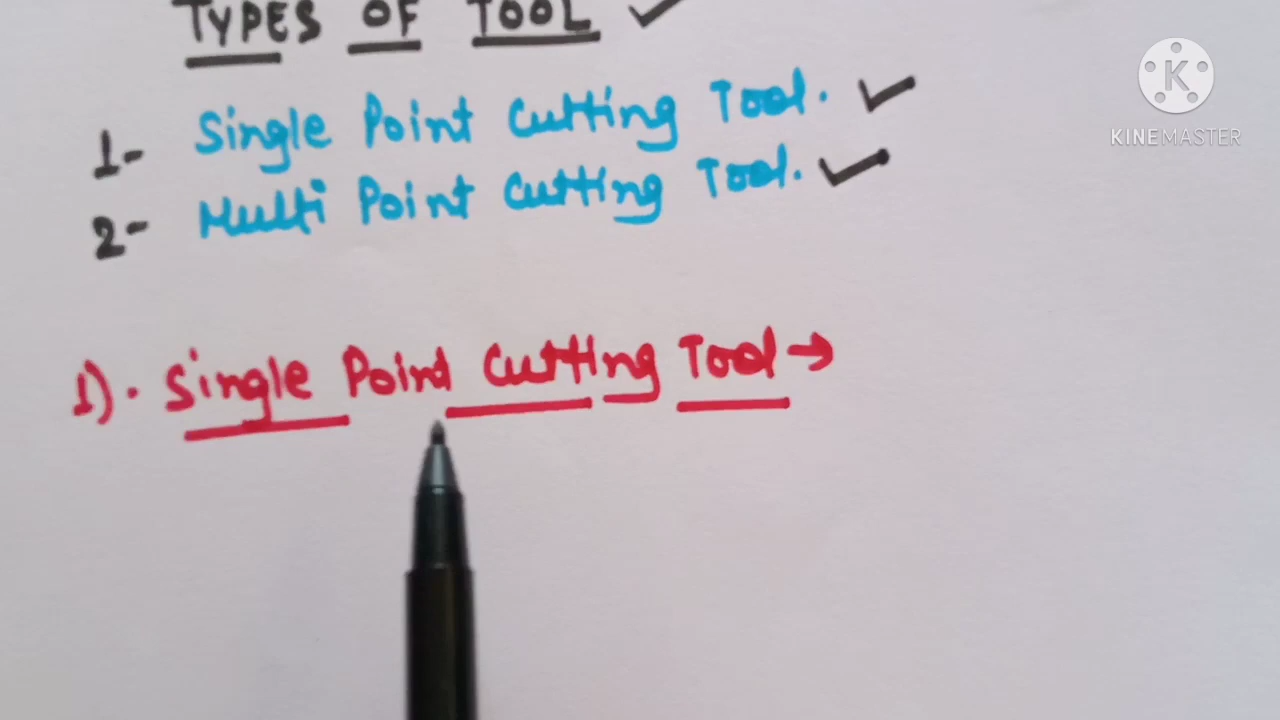 TYPES OF TOOL
1- Single Point Cutting Tool.
2- Multi Point Cutting Tool.
1). Single Point Cutting Tool →
K
KINEMASTER